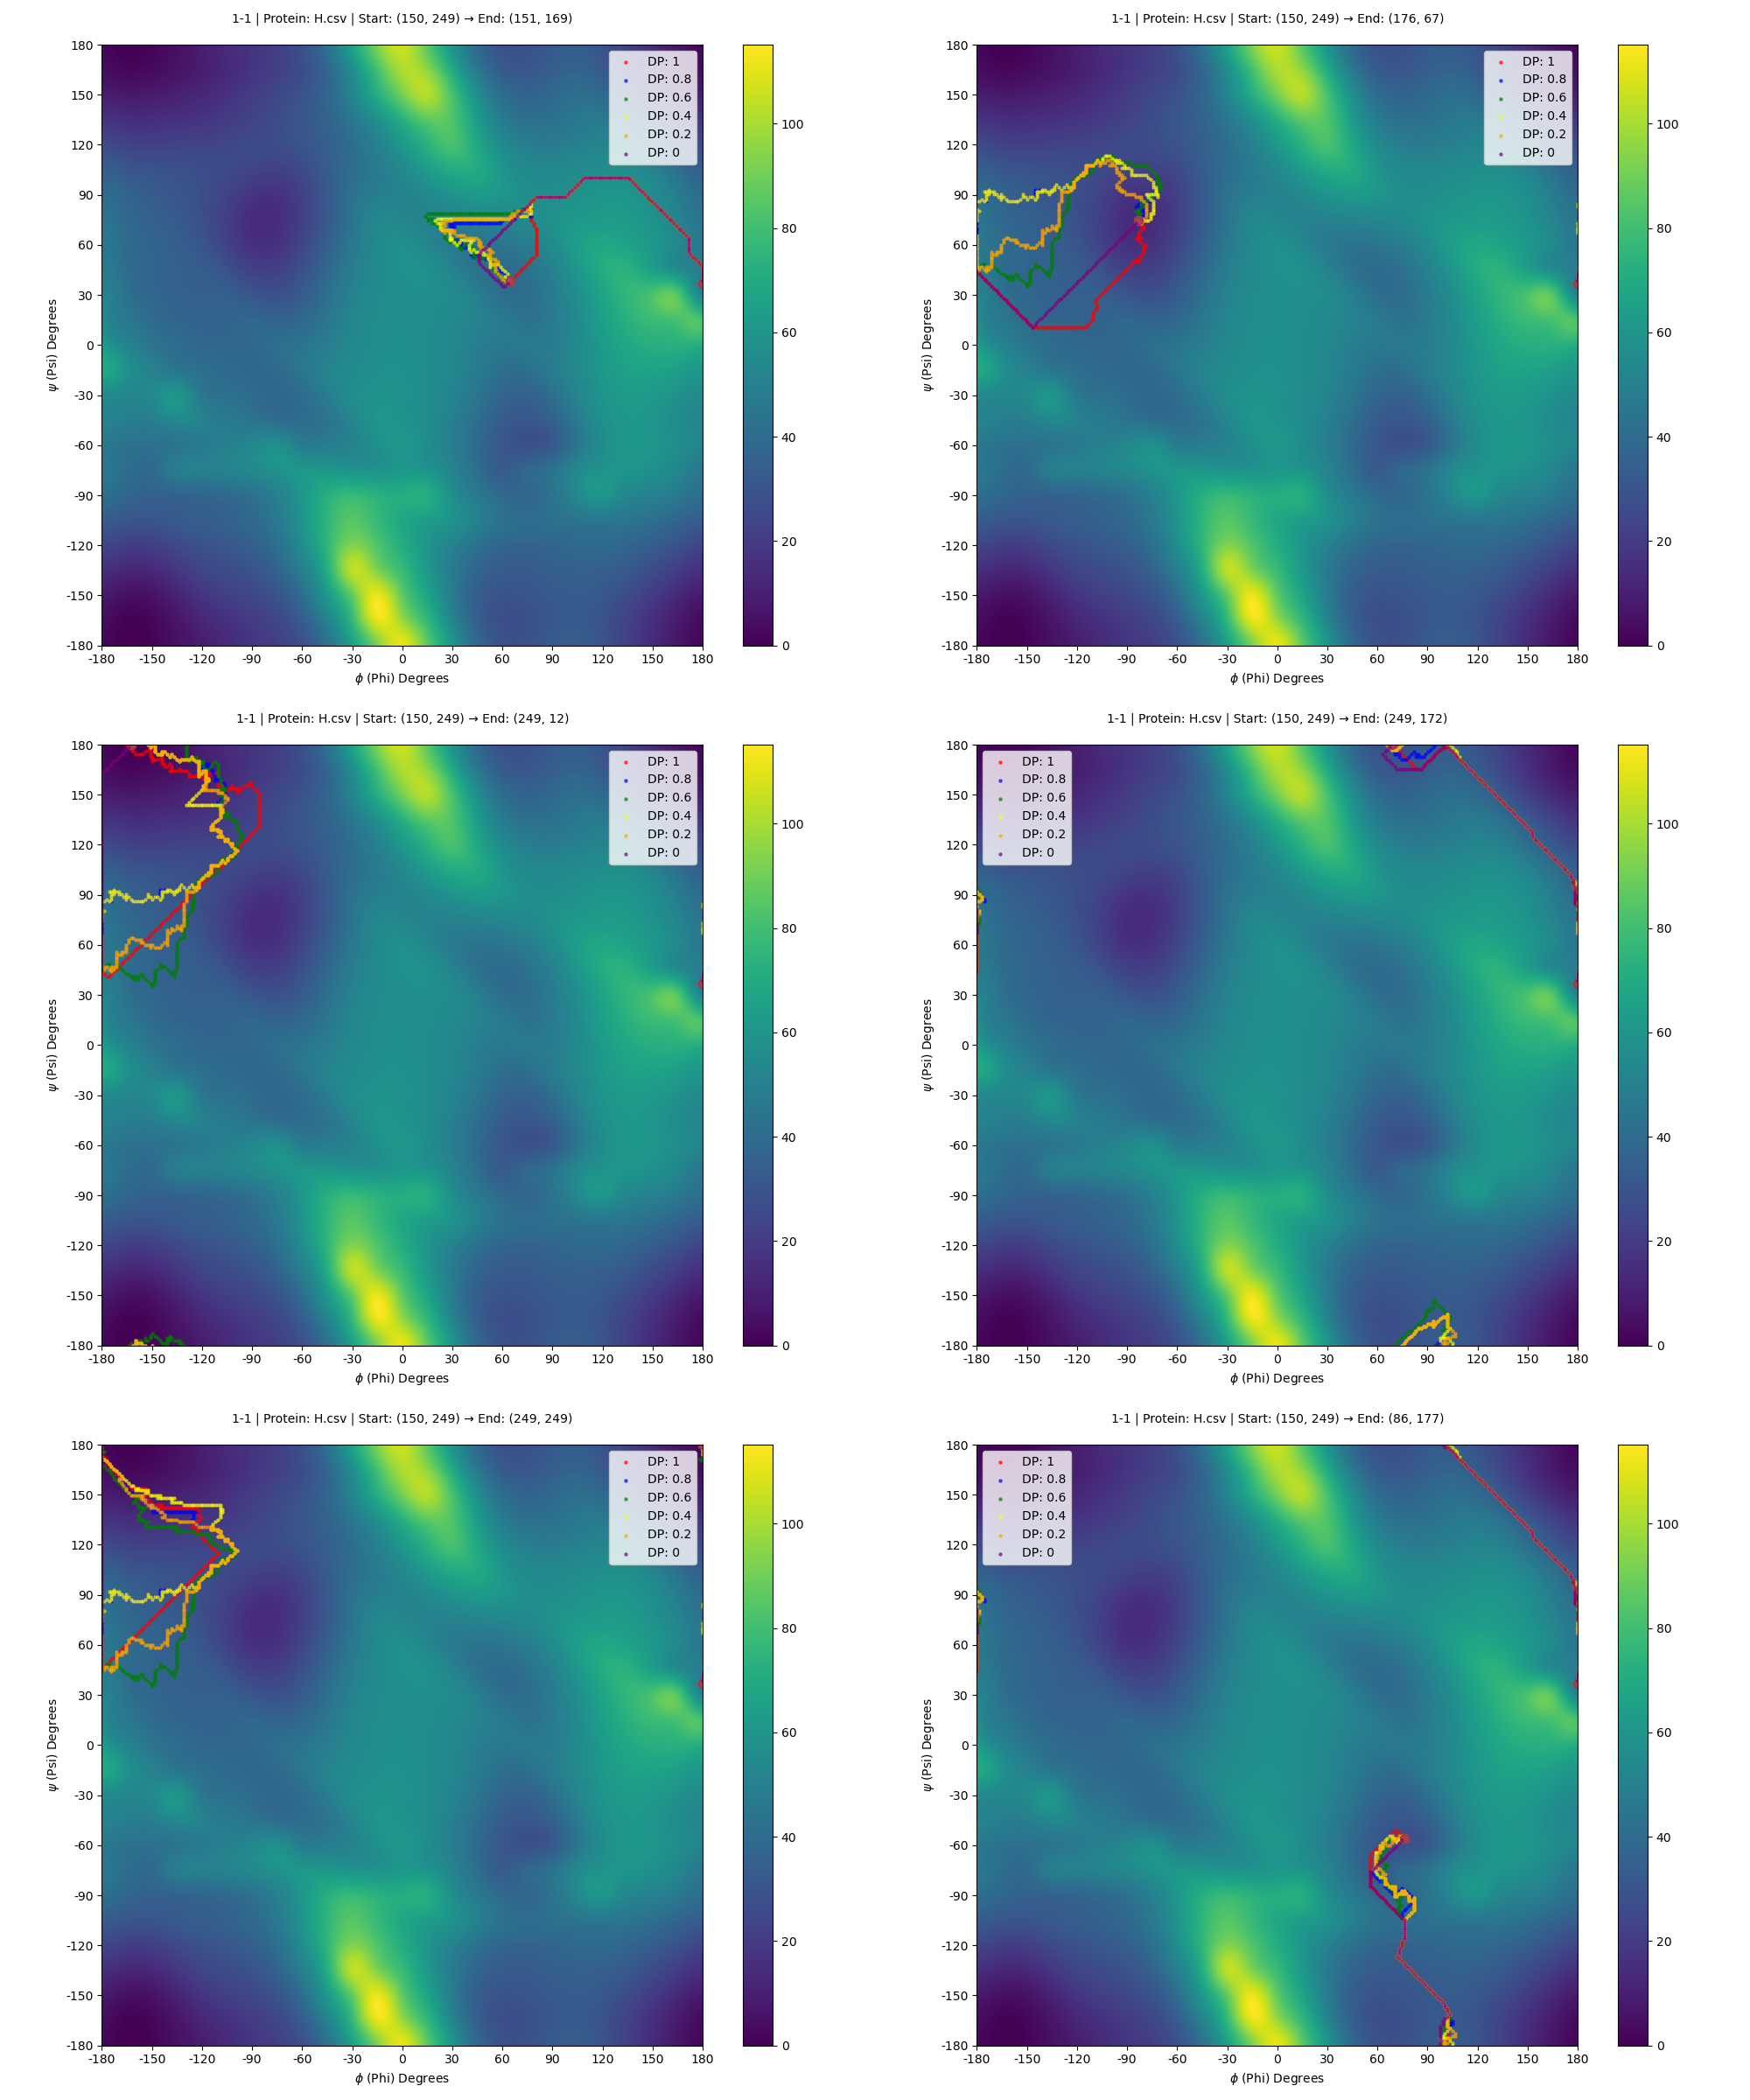 1-1 | Protein: H.csv | Start: (150, 249) → End: (151, 169)
180
150
120
90
60
30
0
-30
-60
-90
-120
-150
-180
ψ (Psi) Degrees
-180 -150 -120 -90 -60 -30 0 30 60 90 120 150 180
ϕ (Phi) Degrees
DP: 1
DP: 0.8
DP: 0.6
DP: 0.4
DP: 0.2
DP: 0
100
80
60
40
20
0
1-1 | Protein: H.csv | Start: (150, 249) → End: (176, 67)
180
150
120
90
60
30
0
-30
-60
-90
-120
-150
-180
ψ (Psi) Degrees
-180 -150 -120 -90 -60 -30 0 30 60 90 120 150 180
ϕ (Phi) Degrees
DP: 1
DP: 0.8
DP: 0.6
DP: 0.4
DP: 0.2
DP: 0
100
80
60
40
20
0
1-1 | Protein: H.csv | Start: (150, 249) → End: (249, 12)
180
150
120
90
60
30
0
-30
-60
-90
-120
-150
-180
ψ (Psi) Degrees
-180 -150 -120 -90 -60 -30 0 30 60 90 120 150 180
ϕ (Phi) Degrees
DP: 1
DP: 0.8
DP: 0.6
DP: 0.4
DP: 0.2
DP: 0
100
80
60
40
20
0
1-1 | Protein: H.csv | Start: (150, 249) → End: (249, 172)
180
150
120
90
60
30
0
-30
-60
-90
-120
-150
-180
ψ (Psi) Degrees
-180 -150 -120 -90 -60 -30 0 30 60 90 120 150 180
ϕ (Phi) Degrees
DP: 1
DP: 0.8
DP: 0.6
DP: 0.4
DP: 0.2
DP: 0
100
80
60
40
20
0
1-1 | Protein: H.csv | Start: (150, 249) → End: (249, 249)
180
150
120
90
60
30
0
-30
-60
-90
-120
-150
-180
ψ (Psi) Degrees
-180 -150 -120 -90 -60 -30 0 30 60 90 120 150 180
ϕ (Phi) Degrees
DP: 1
DP: 0.8
DP: 0.6
DP: 0.4
DP: 0.2
DP: 0
100
80
60
40
20
0
1-1 | Protein: H.csv | Start: (150, 249) → End: (86, 177)
180
150
120
90
60
30
0
-30
-60
-90
-120
-150
-180
ψ (Psi) Degrees
-180 -150 -120 -90 -60 -30 0 30 60 90 120 150 180
ϕ (Phi) Degrees
DP: 1
DP: 0.8
DP: 0.6
DP: 0.4
DP: 0.2
DP: 0
100
80
60
40
20
0